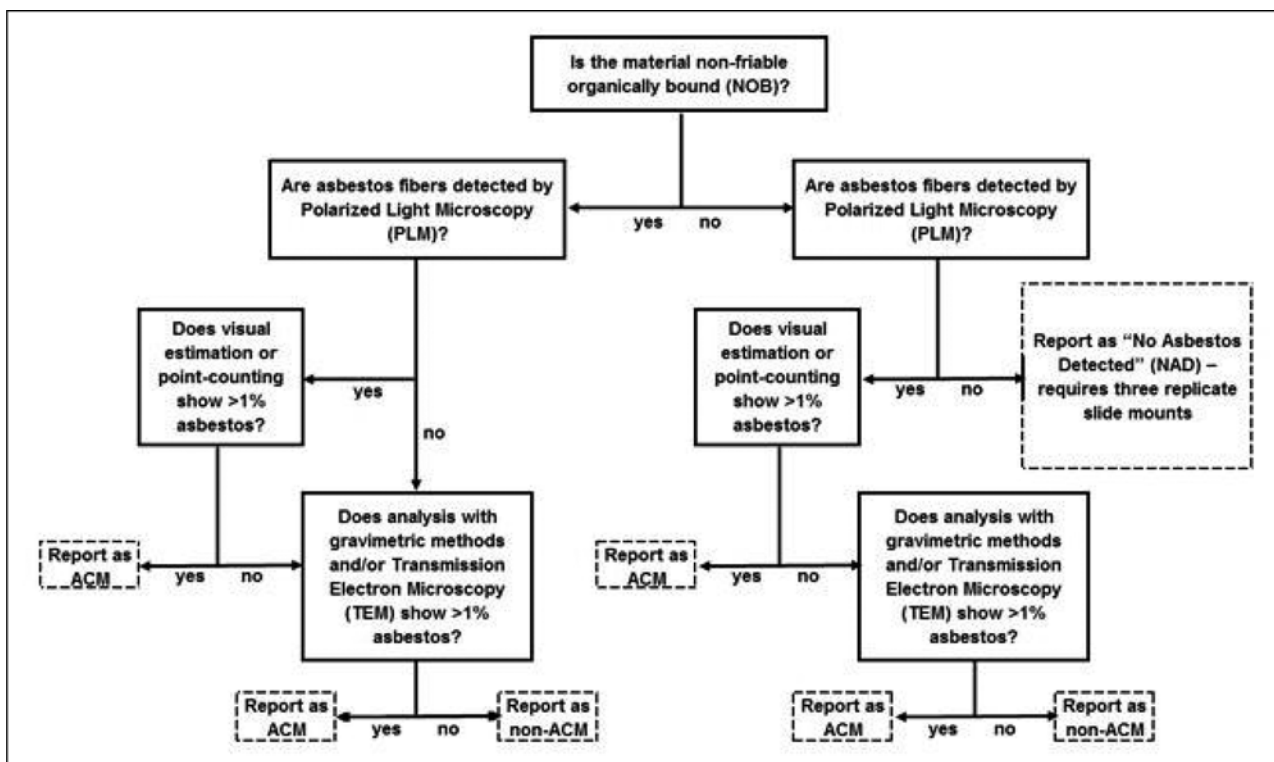 Is the material non-friable
organically bound (NOB)?
yes
no
Are asbestos fibers detected by
Polarized Light Microscopy
(PLM)?
Are asbestos fibers detected by
Polarized Light Microscopy
(PLM)?
Does visual
estimation or
point-counting
show >1%
asbestos?
yes
no
Does visual
estimation or
point-counting
show >1%
asbestos?
yes
no
Report as “No Asbestos
Detected” (NAD) –
requires three replicate
slide mounts
Report as
ACM
yes
no
Does analysis with
gravimetric methods
and/or Transmission
Electron Microscopy
(TEM) show >1%
asbestos?
Report as
ACM
yes
no
Does analysis with
gravimetric methods
and/or Transmission
Electron Microscopy
(TEM) show >1%
asbestos?
Report as
ACM
yes
no
Report as
non-ACM
Report as
ACM
yes
no
Report as
non-ACM